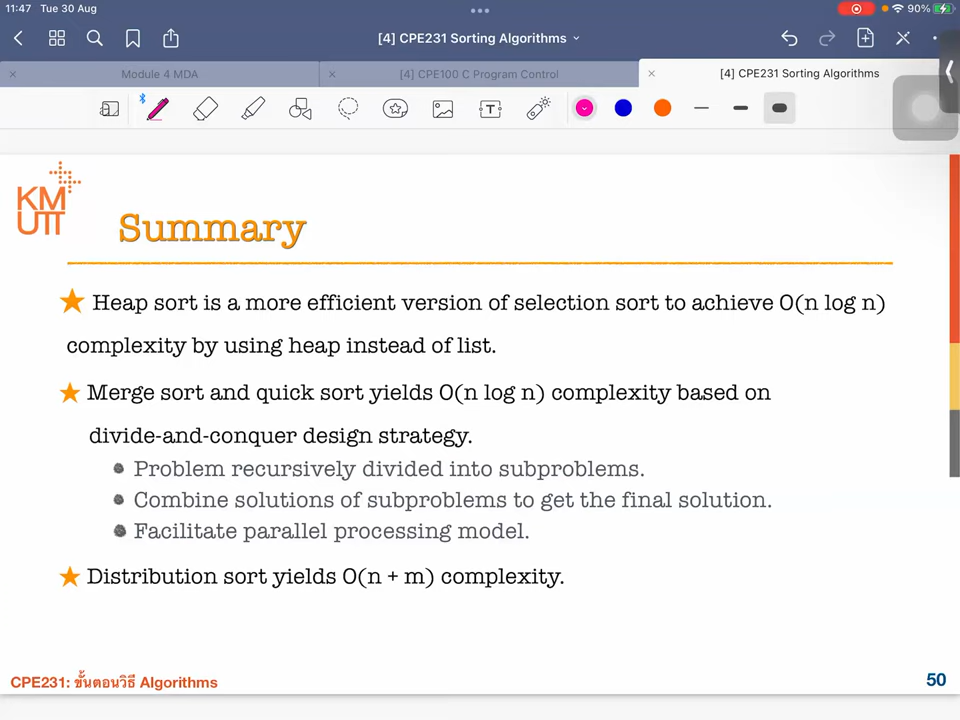 11:47 Tue 30 Aug
90%
[4] CPE231 Sorting Algorithms
Module 4 MDA
[4] CPE100 C Program Control
[4] CPE231 Sorting Algorithms
KM
UTT
Summary
Heap sort is a more efficient version of selection sort to achieve O(n log n)
complexity by using heap instead of list.
Merge sort and quick sort yields O(n log n) complexity based on
divide-and-conquer design strategy.
Problem recursively divided into subproblems.
Combine solutions of subproblems to get the final solution.
Facilitate parallel processing model.
Distribution sort yields O(n + m) complexity.
CPE231: ขั้นตอนวิธี Algorithms
50